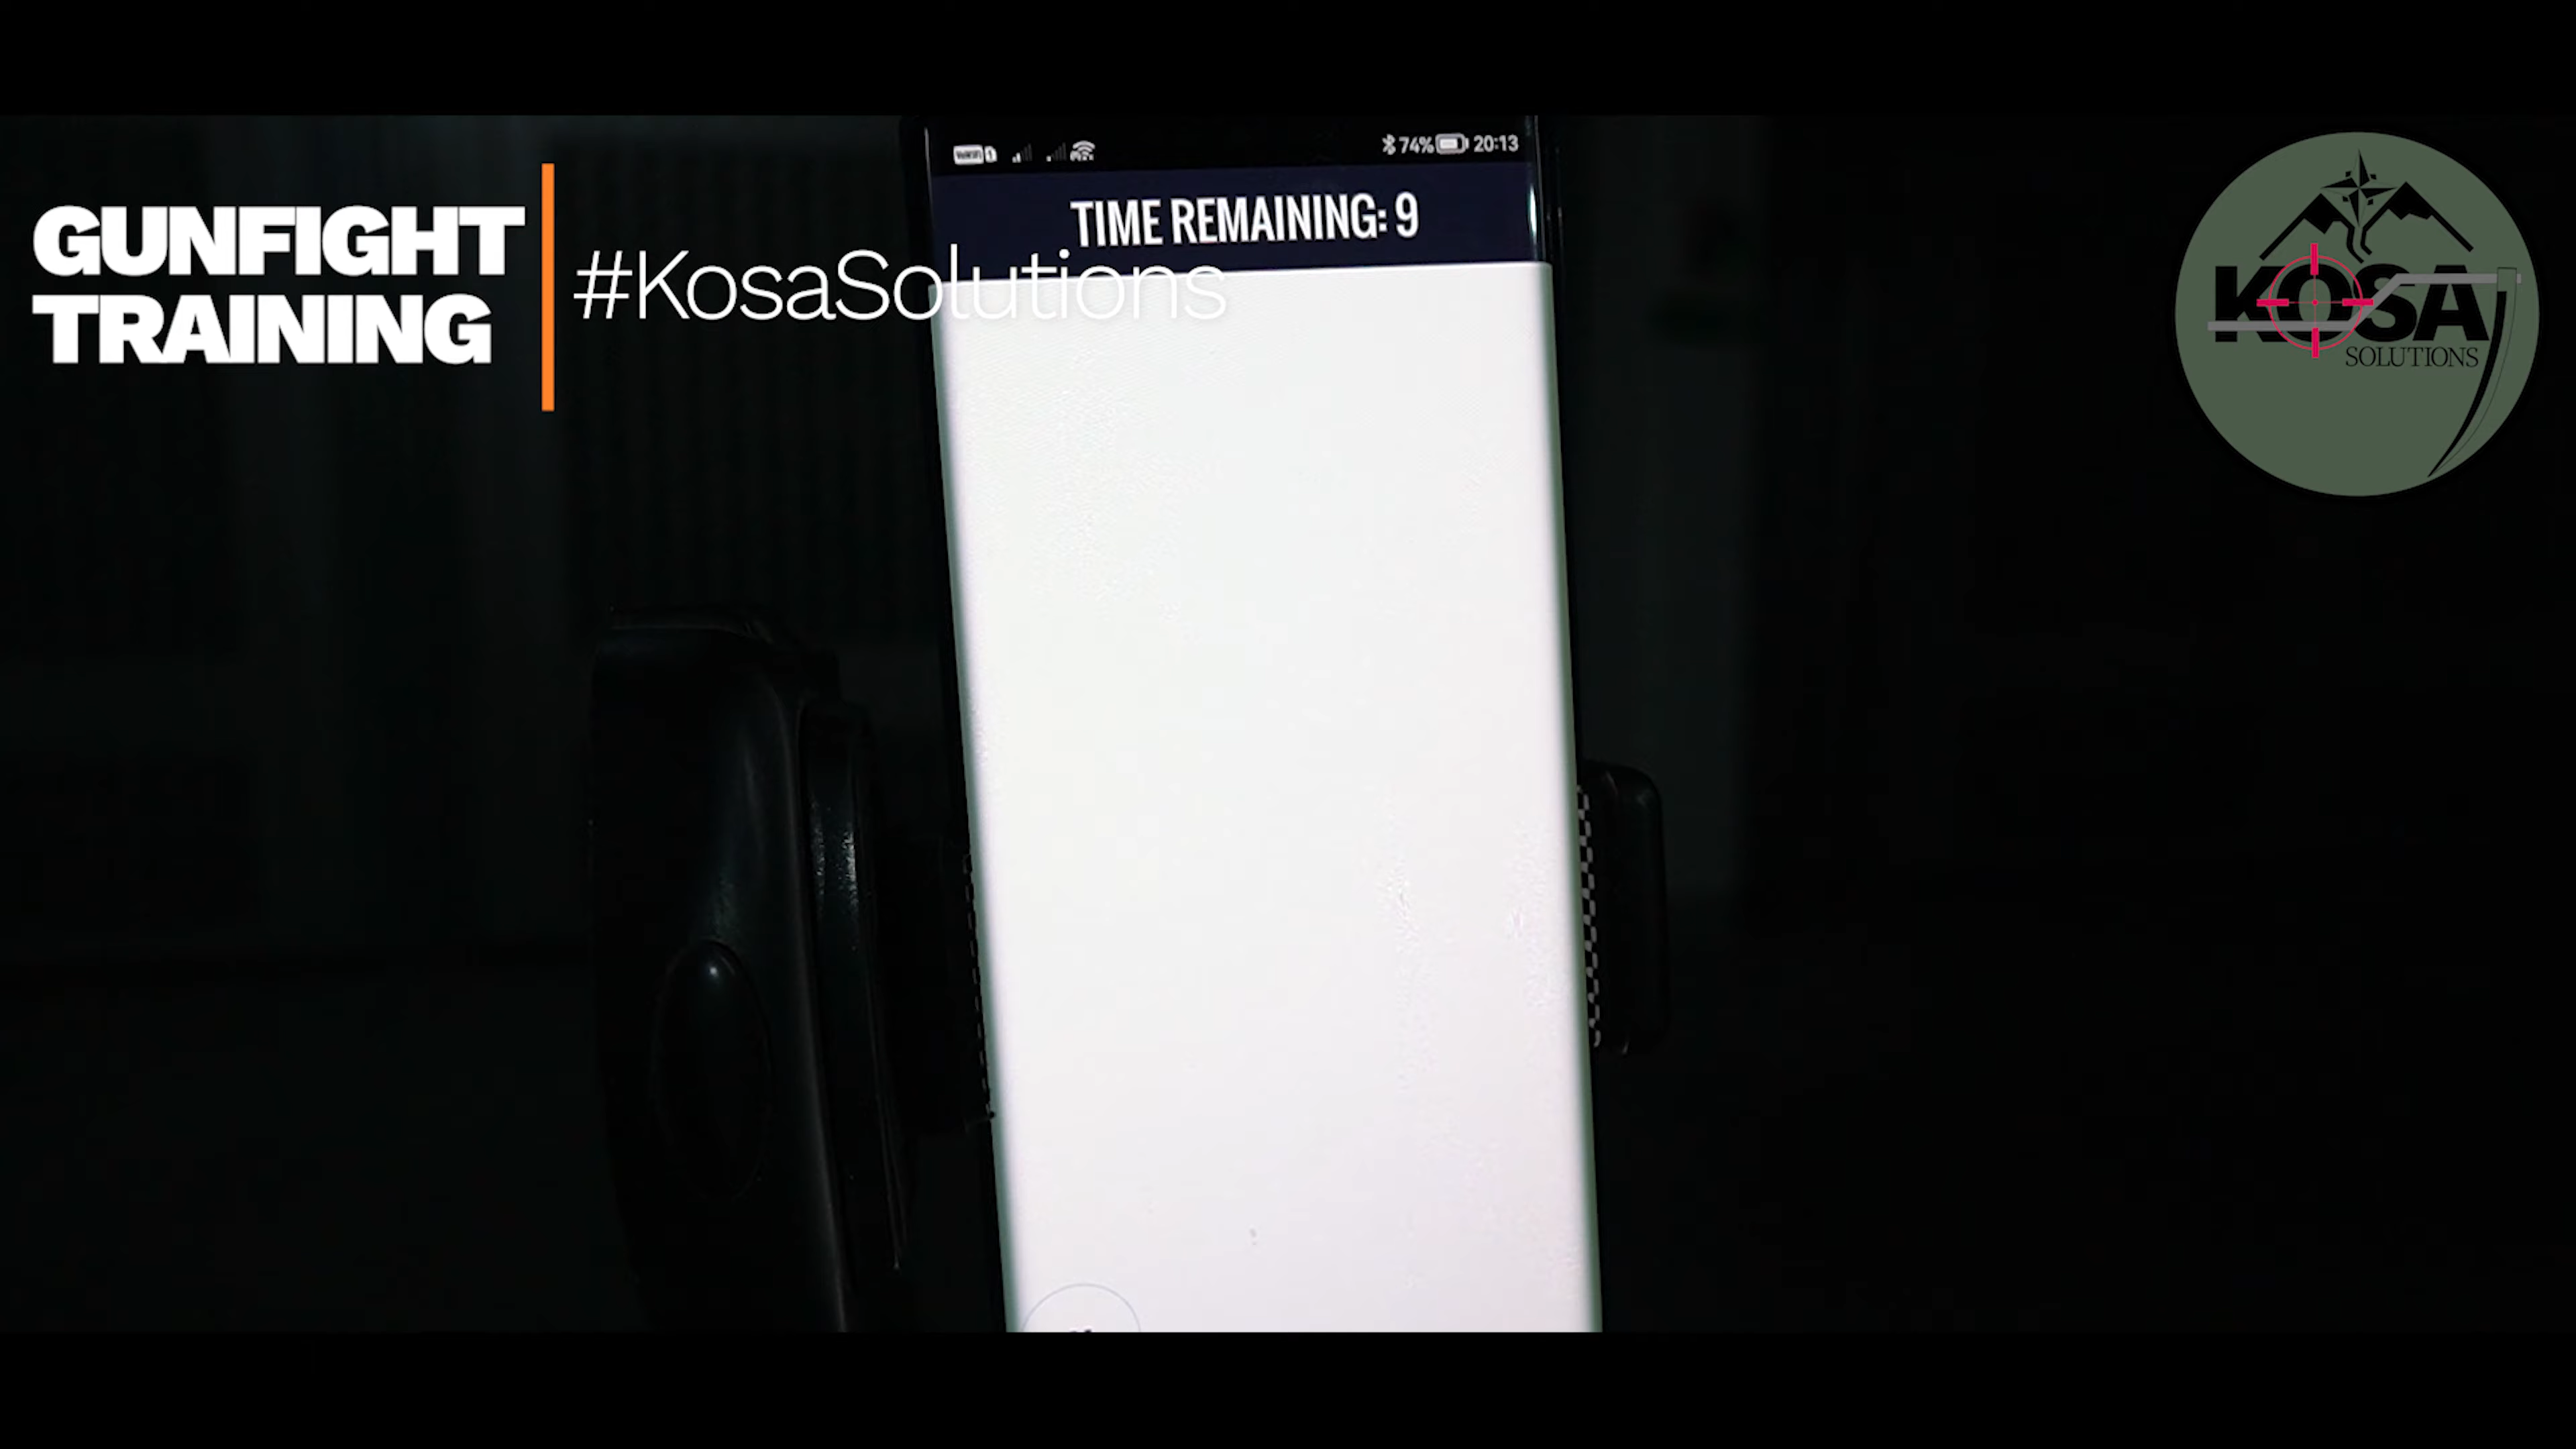 74% 20:13
TIME REMAINING: 9
GUNFIGHT
TRAINING
#KosaSolutions
KOSA
SOLUTIONS